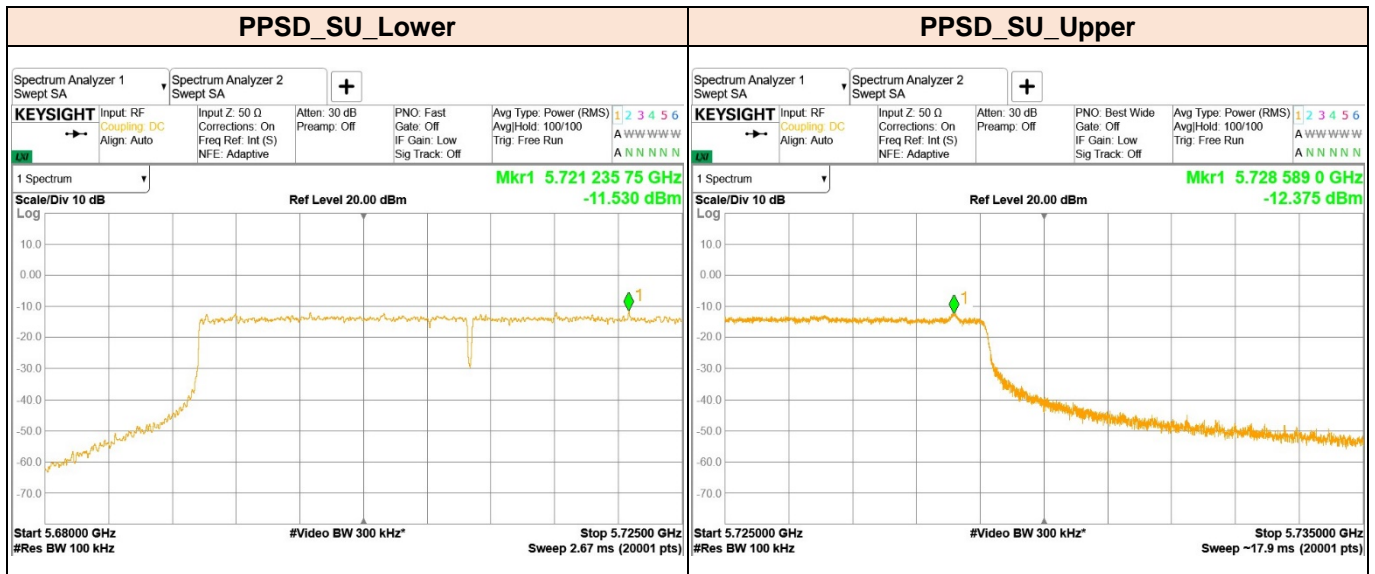 PPSD_SU_Lower
Spectrum Analyzer 1
Swept SA
Spectrum Analyzer 2
Swept SA
+
KEYSIGHT
LXI
Input: RF
Coupling: DC
Align: Auto
Input Z: 50 Ω
Corrections: On
Freq Ref: Int (S)
NFE: Adaptive
Atten: 30 dB
Preamp: Off
PNO: Fast
Gate: Off
IF Gain: Low
Sig Track: Off
Avg Type: Power (RMS)
Avg|Hold: 100/100
Trig: Free Run
1 2 3 4 5 6
A W W W W W
A N N N N N
1 Spectrum
Mkr1 5.721 235 75 GHz
Scale/Div 10 dB
Ref Level 20.00 dBm
-11.530 dBm
Log
10.0
0.00
-10.0
-20.0
-30.0
-40.0
-50.0
-60.0
-70.0
1
Start 5.68000 GHz
#Video BW 300 kHz*
Stop 5.72500 GHz
#Res BW 100 kHz
Sweep 2.67 ms (20001 pts)
PPSD_SU_Upper
Spectrum Analyzer 1
Swept SA
Spectrum Analyzer 2
Swept SA
+
KEYSIGHT
LXI
Input: RF
Coupling: DC
Align: Auto
Input Z: 50 Ω
Corrections: On
Freq Ref: Int (S)
NFE: Adaptive
Atten: 30 dB
Preamp: Off
PNO: Best Wide
Gate: Off
IF Gain: Low
Sig Track: Off
Avg Type: Power (RMS)
Avg|Hold: 100/100
Trig: Free Run
1 2 3 4 5 6
A W W W W W
A N N N N N
1 Spectrum
Mkr1 5.728 589 0 GHz
Scale/Div 10 dB
Ref Level 20.00 dBm
-12.375 dBm
Log
10.0
0.00
-10.0
-20.0
-30.0
-40.0
-50.0
-60.0
-70.0
1
Start 5.725000 GHz
#Video BW 300 kHz*
Stop 5.735000 GHz
#Res BW 100 kHz
Sweep ~17.9 ms (20001 pts)